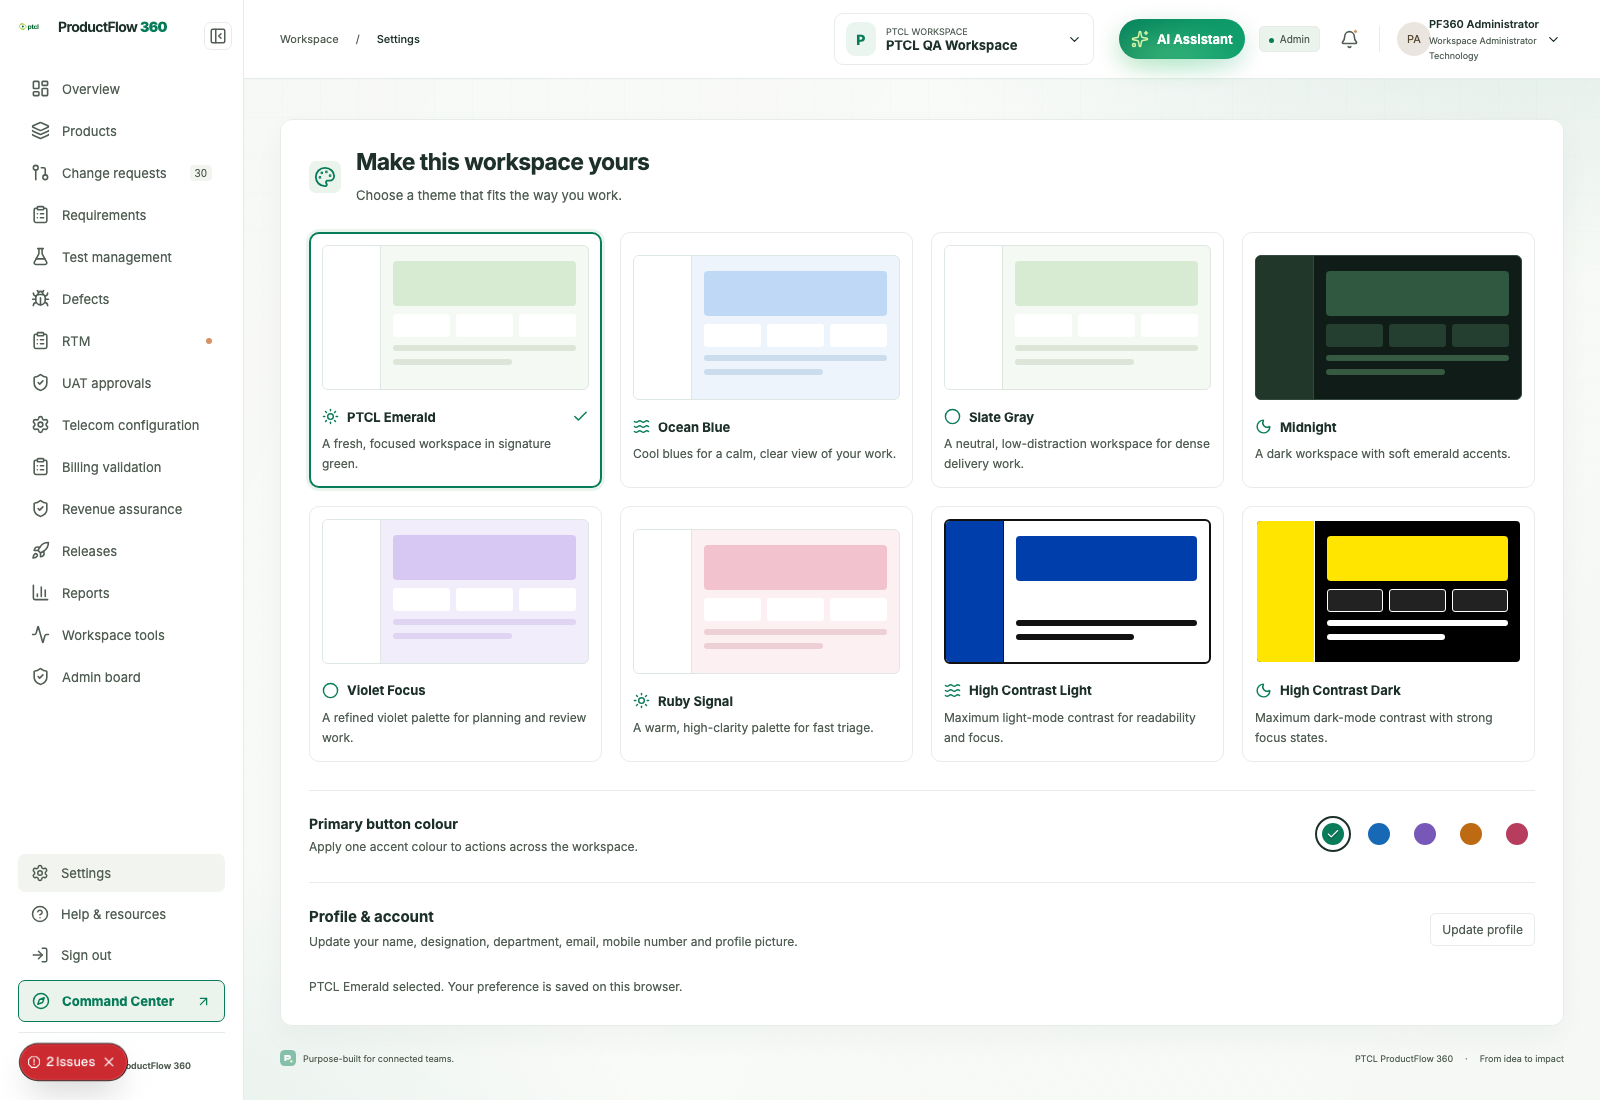 ptcl
ProductFlow 360
Overview
Products
Change requests 30
Requirements
Test management
Defects
RTM
UAT approvals
Telecom configuration
Billing validation
Revenue assurance
Releases
Reports
Workspace tools
Admin board
Settings
Help & resources
Sign out
Command Center
2 Issues
oductFlow 360
Workspace / Settings
P
PTCL WORKSPACE
PTCL QA Workspace
AI Assistant
Admin
PA
PF360 Administrator
Workspace Administrator
Technology
Make this workspace yours
Choose a theme that fits the way you work.
PTCL Emerald
A fresh, focused workspace in signature
green.
Ocean Blue
Cool blues for a calm, clear view of your work.
Slate Gray
A neutral, low-distraction workspace for dense
delivery work.
Midnight
A dark workspace with soft emerald accents.
Violet Focus
A refined violet palette for planning and review
work.
Ruby Signal
A warm, high-clarity palette for fast triage.
High Contrast Light
Maximum light-mode contrast for readability
and focus.
High Contrast Dark
Maximum dark-mode contrast with strong
focus states.
Primary button colour
Apply one accent colour to actions across the workspace.
Profile & account
Update your name, designation, department, email, mobile number and profile picture.
Update profile
PTCL Emerald selected. Your preference is saved on this browser.
P.
Purpose-built for connected teams.
PTCL ProductFlow 360 · From idea to impact